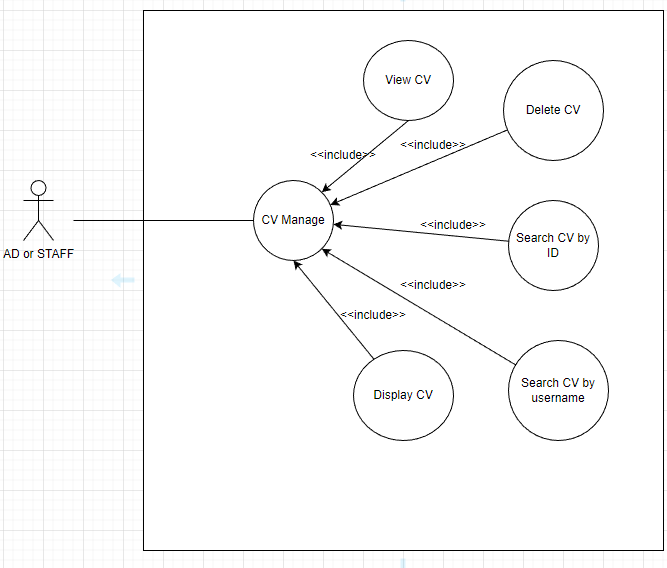 View CV
Delete CV
<<include>>
<<include>>
CV Manage
<<include>>
Search CV by
ID
AD or STAFF
<<include>>
<<include>>
Display CV
Search CV by
username